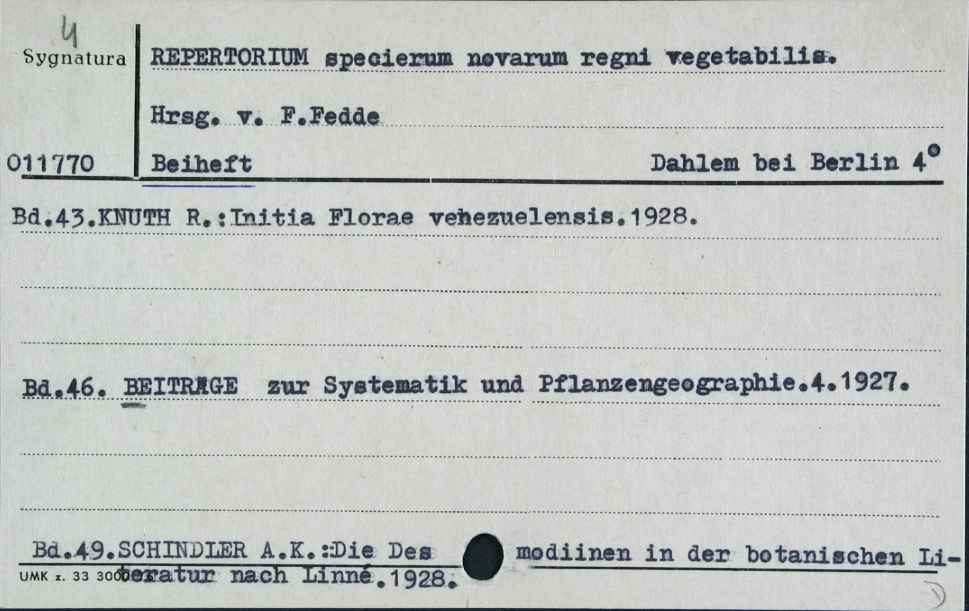 4
Sygnatura REPERTORIUM specierum novarum regni vegetabilis.
Hrsg. v. F.Fedde
011770 Beiheft Dahlem bei Berlin 4°
Bd.43.KNUTH R.:Initia Florae vehezuelensis.1928.
Bd.46. BEITRÄGE zur Systematik und Pflanzengeographie.4.1927.
Bd.49.SCHINDLER A.K.:Die Des modiinen in der botanischen Li-
UMK z. 33 300 teratur nach Linné.1928.